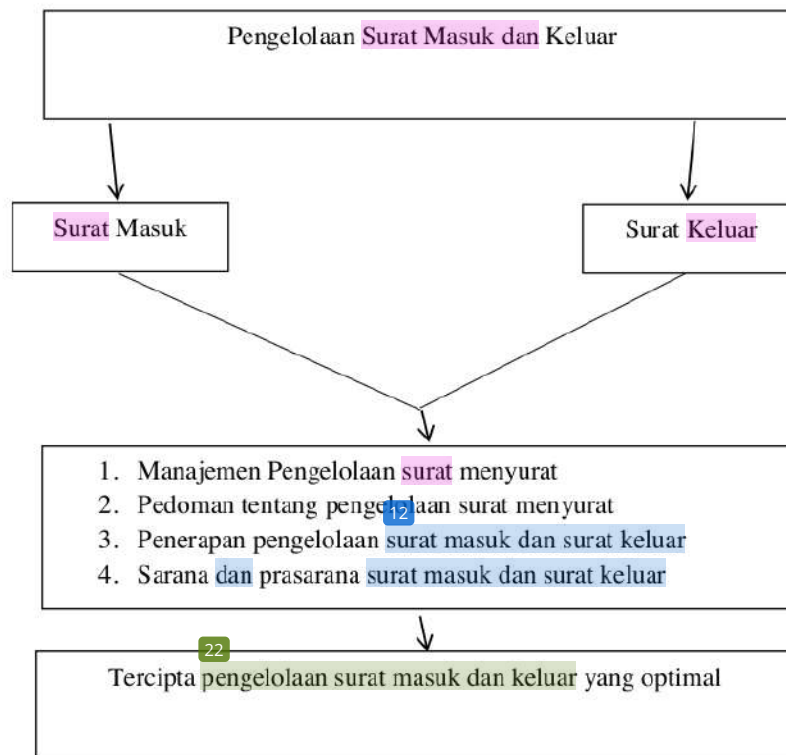 Pengelolaan Surat Masuk dan Keluar
Surat Masuk
Surat Keluar
1. Manajemen Pengelolaan surat menyurat
2. Pedoman tentang pengelolaan surat menyurat
12
3. Penerapan pengelolaan surat masuk dan surat keluar
4. Sarana dan prasarana surat masuk dan surat keluar
22
Tercipta pengelolaan surat masuk dan keluar yang optimal